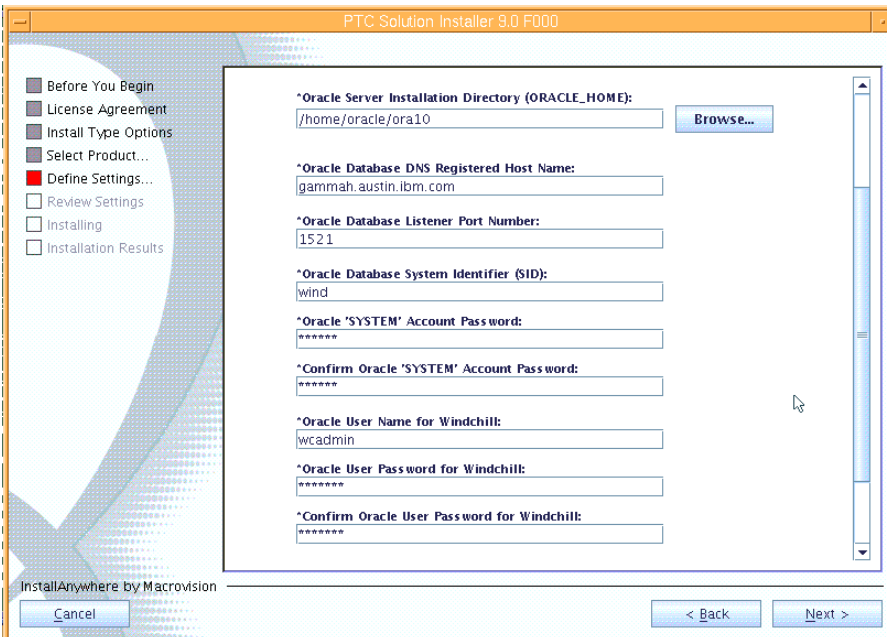 PTC Solution Installer 9.0 F000
Before You Begin
License Agreement
Install Type Options
Select Product...
Define Settings...
Review Settings
Installing
Installation Results
*Oracle Server Installation Directory (ORACLE_HOME):
/home/oracle/ora10
Browse...
*Oracle Database DNS Registered Host Name:
gammah.austin.ibm.com
*Oracle Database Listener Port Number:
1521
*Oracle Database System Identifier (SID):
wind
*Oracle 'SYSTEM' Account Password:
******
*Confirm Oracle 'SYSTEM' Account Password:
******
*Oracle User Name for Windchill:
wcadmin
*Oracle User Password for Windchill:
*******
*Confirm Oracle User Password for Windchill:
*******
InstallAnywhere by Macrovision
Cancel
< Back
Next >